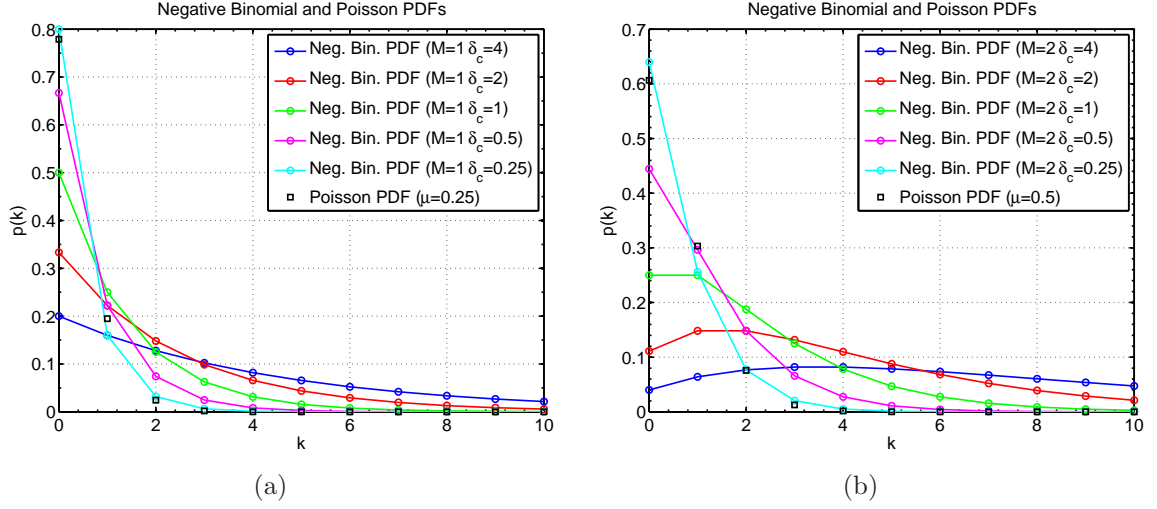 Negative Binomial and Poisson PDFs
0.8
0.7
0.6
0.5
0.4
0.3
0.2
0.1
0
p(k)
0 2 4 6 8 10
k
Neg. Bin. PDF (M=1 δc=4)
Neg. Bin. PDF (M=1 δc=2)
Neg. Bin. PDF (M=1 δc=1)
Neg. Bin. PDF (M=1 δc=0.5)
Neg. Bin. PDF (M=1 δc=0.25)
Poisson PDF (μ=0.25)
(a)
Negative Binomial and Poisson PDFs
0.7
0.6
0.5
0.4
0.3
0.2
0.1
0
p(k)
0 2 4 6 8 10
k
Neg. Bin. PDF (M=2 δc=4)
Neg. Bin. PDF (M=2 δc=2)
Neg. Bin. PDF (M=2 δc=1)
Neg. Bin. PDF (M=2 δc=0.5)
Neg. Bin. PDF (M=2 δc=0.25)
Poisson PDF (μ=0.5)
(b)